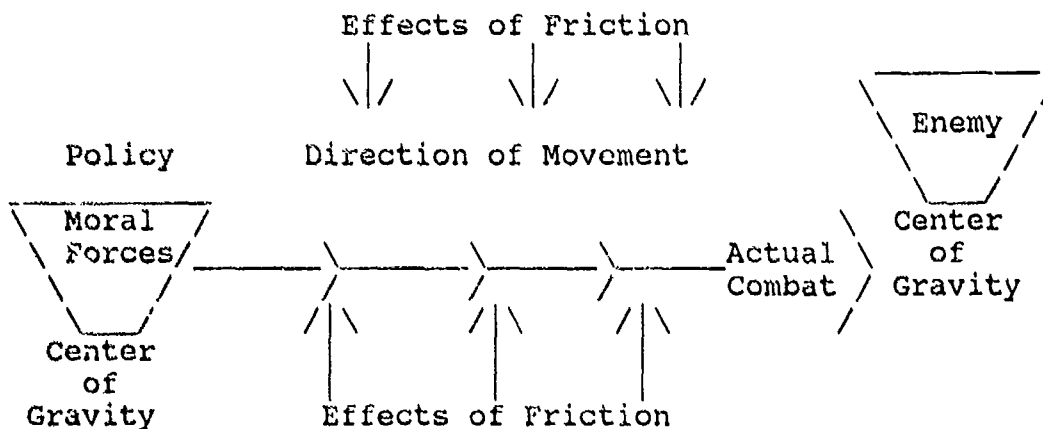 Effects of Friction
Enemy
Policy
Direction of Movement
Moral
Forces
Center
of
Gravity
Actual
Combat
Center
of
Gravity
Effects of Friction